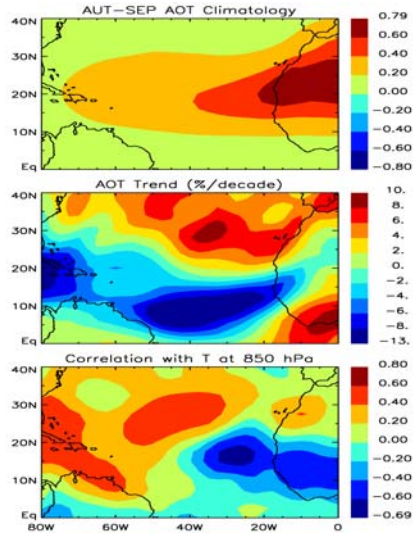 AUT-SEP AOT Climatology
40N
30N
20N
10N
Eq
0.79
0.60
0.40
0.20
0.00
-0.20
-0.40
-0.60
-0.80
AOT Trend (%/decade)
40N
30N
20N
10N
Eq
10.
8.
6.
4.
2.
0.
-2.
-4.
-6.
-8.
-13.
Correlation with T at 850 hPa
40N
30N
20N
10N
Eq
0.80
0.60
0.40
0.20
0.00
-0.20
-0.40
-0.60
-0.69
80W 60W 40W 20W 0